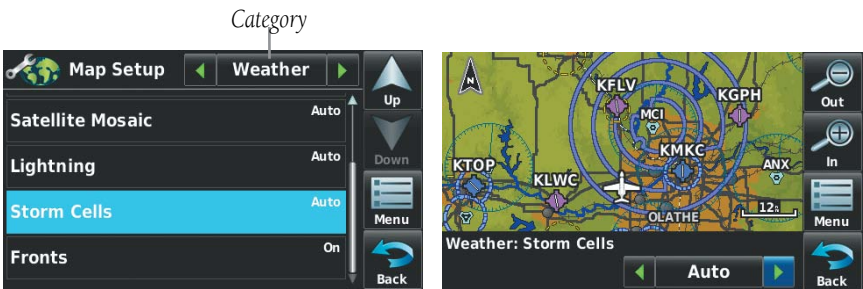 Category
Map Setup
Weather
Up
Satellite Mosaic
Auto
Down
Lightning
Auto
Storm Cells
Auto
Menu
Fronts
On
Back
N
KFLV
KGPH
MCI
Out
KMKC
KTOP
ANX
In
KLWC
OLATHE
12
Menu
Weather: Storm Cells
Auto
Back